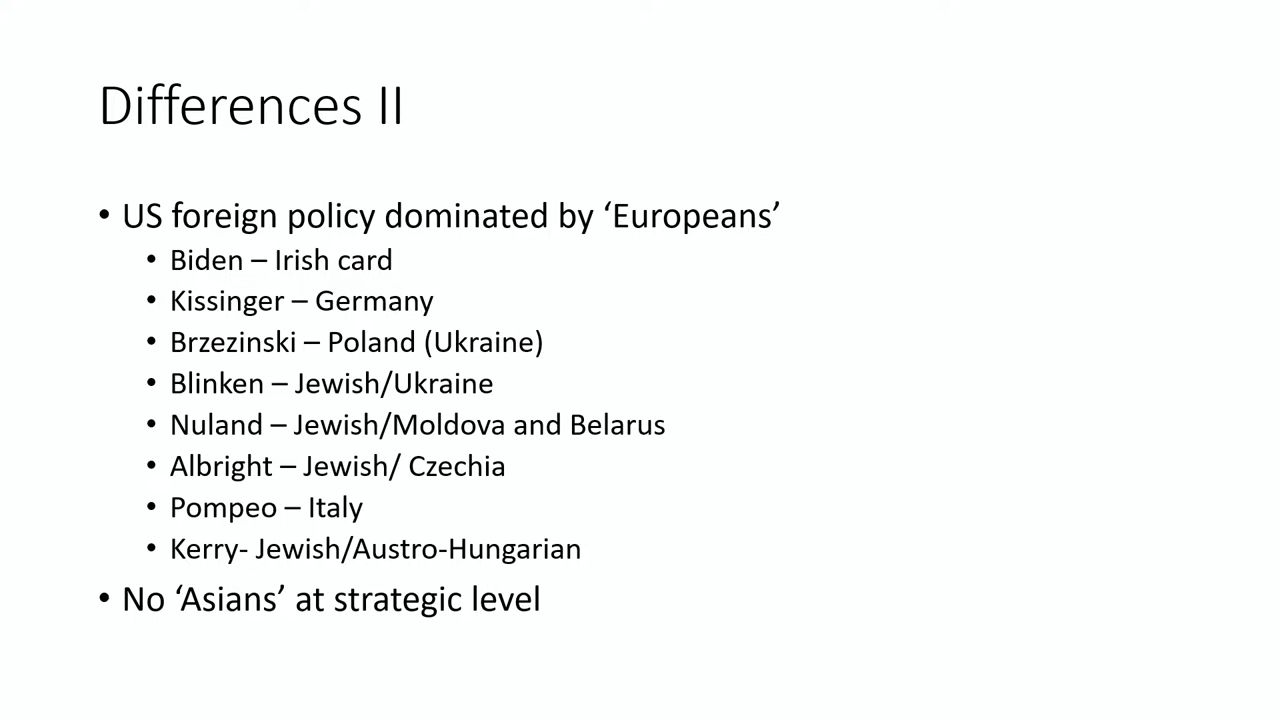 Differences II
• US foreign policy dominated by ‘Europeans’
• Biden – Irish card
• Kissinger – Germany
• Brzezinski – Poland (Ukraine)
• Blinken – Jewish/Ukraine
• Nuland – Jewish/Moldova and Belarus
• Albright – Jewish/ Czechia
• Pompeo – Italy
• Kerry- Jewish/Austro-Hungarian
• No ‘Asians’ at strategic level